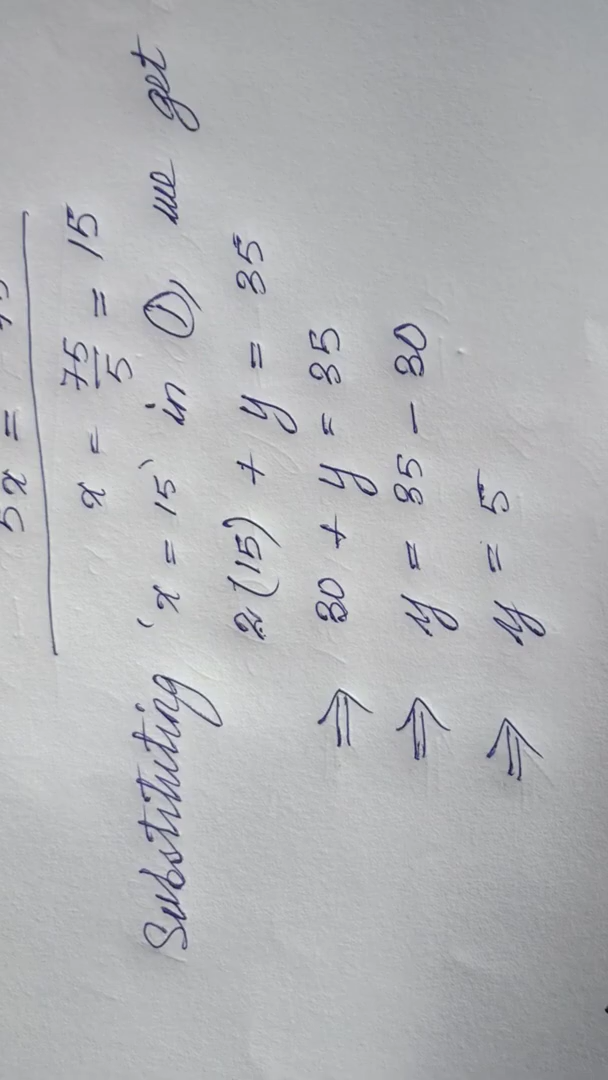 5x =
x = 75/5 = 15
Substituting 'x = 15' in ①, we get
2(15) + y = 35
⇒ 30 + y = 35
⇒ y = 35 - 30
⇒ y = 5